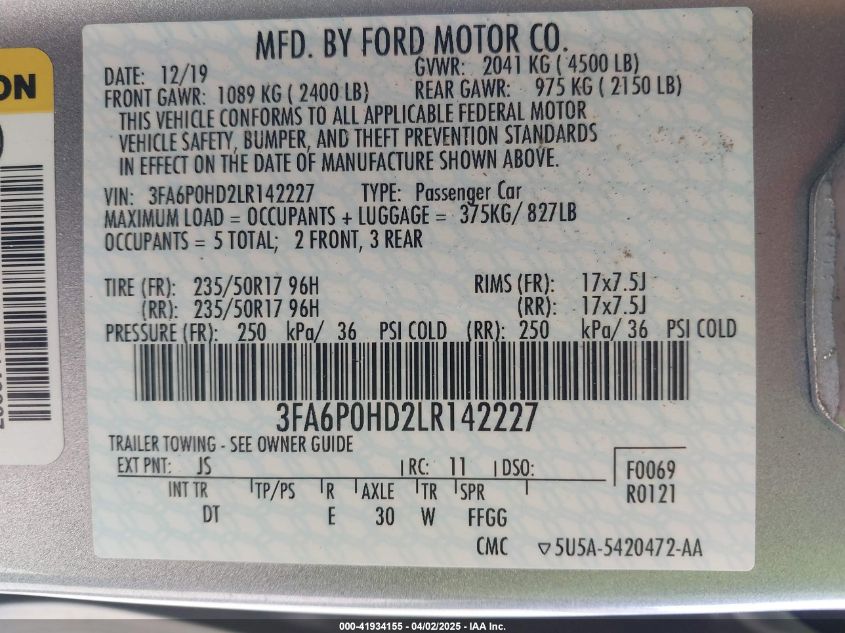 ON
MFD. BY FORD MOTOR CO.
DATE: 12/19 GVWR: 2041 KG ( 4500 LB)
FRONT GAWR: 1089 KG ( 2400 LB) REAR GAWR: 975 KG ( 2150 LB)
THIS VEHICLE CONFORMS TO ALL APPLICABLE FEDERAL MOTOR
VEHICLE SAFETY, BUMPER, AND THEFT PREVENTION STANDARDS
IN EFFECT ON THE DATE OF MANUFACTURE SHOWN ABOVE.
VIN: 3FA6P0HD2LR142227 TYPE: Passenger Car
MAXIMUM LOAD = OCCUPANTS + LUGGAGE = 375KG/ 827LB
OCCUPANTS = 5 TOTAL; 2 FRONT, 3 REAR
TIRE (FR): 235/50R17 96H RIMS (FR): 17x7.5J
(RR): 235/50R17 96H (RR): 17x7.5J
PRESSURE (FR): 250 kPa/ 36 PSI COLD (RR): 250 kPa/ 36 PSI COLD
3FA6P0HD2LR142227
TRAILER TOWING - SEE OWNER GUIDE
EXT PNT: JS RC: 11 DSO: F0069
INT TR TP/PS R AXLE TR SPR R0121
DT E 30 W FFGG
CMC ▽5U5A-5420472-AA
000-41934155 - 04/02/2025 - IAA Inc.